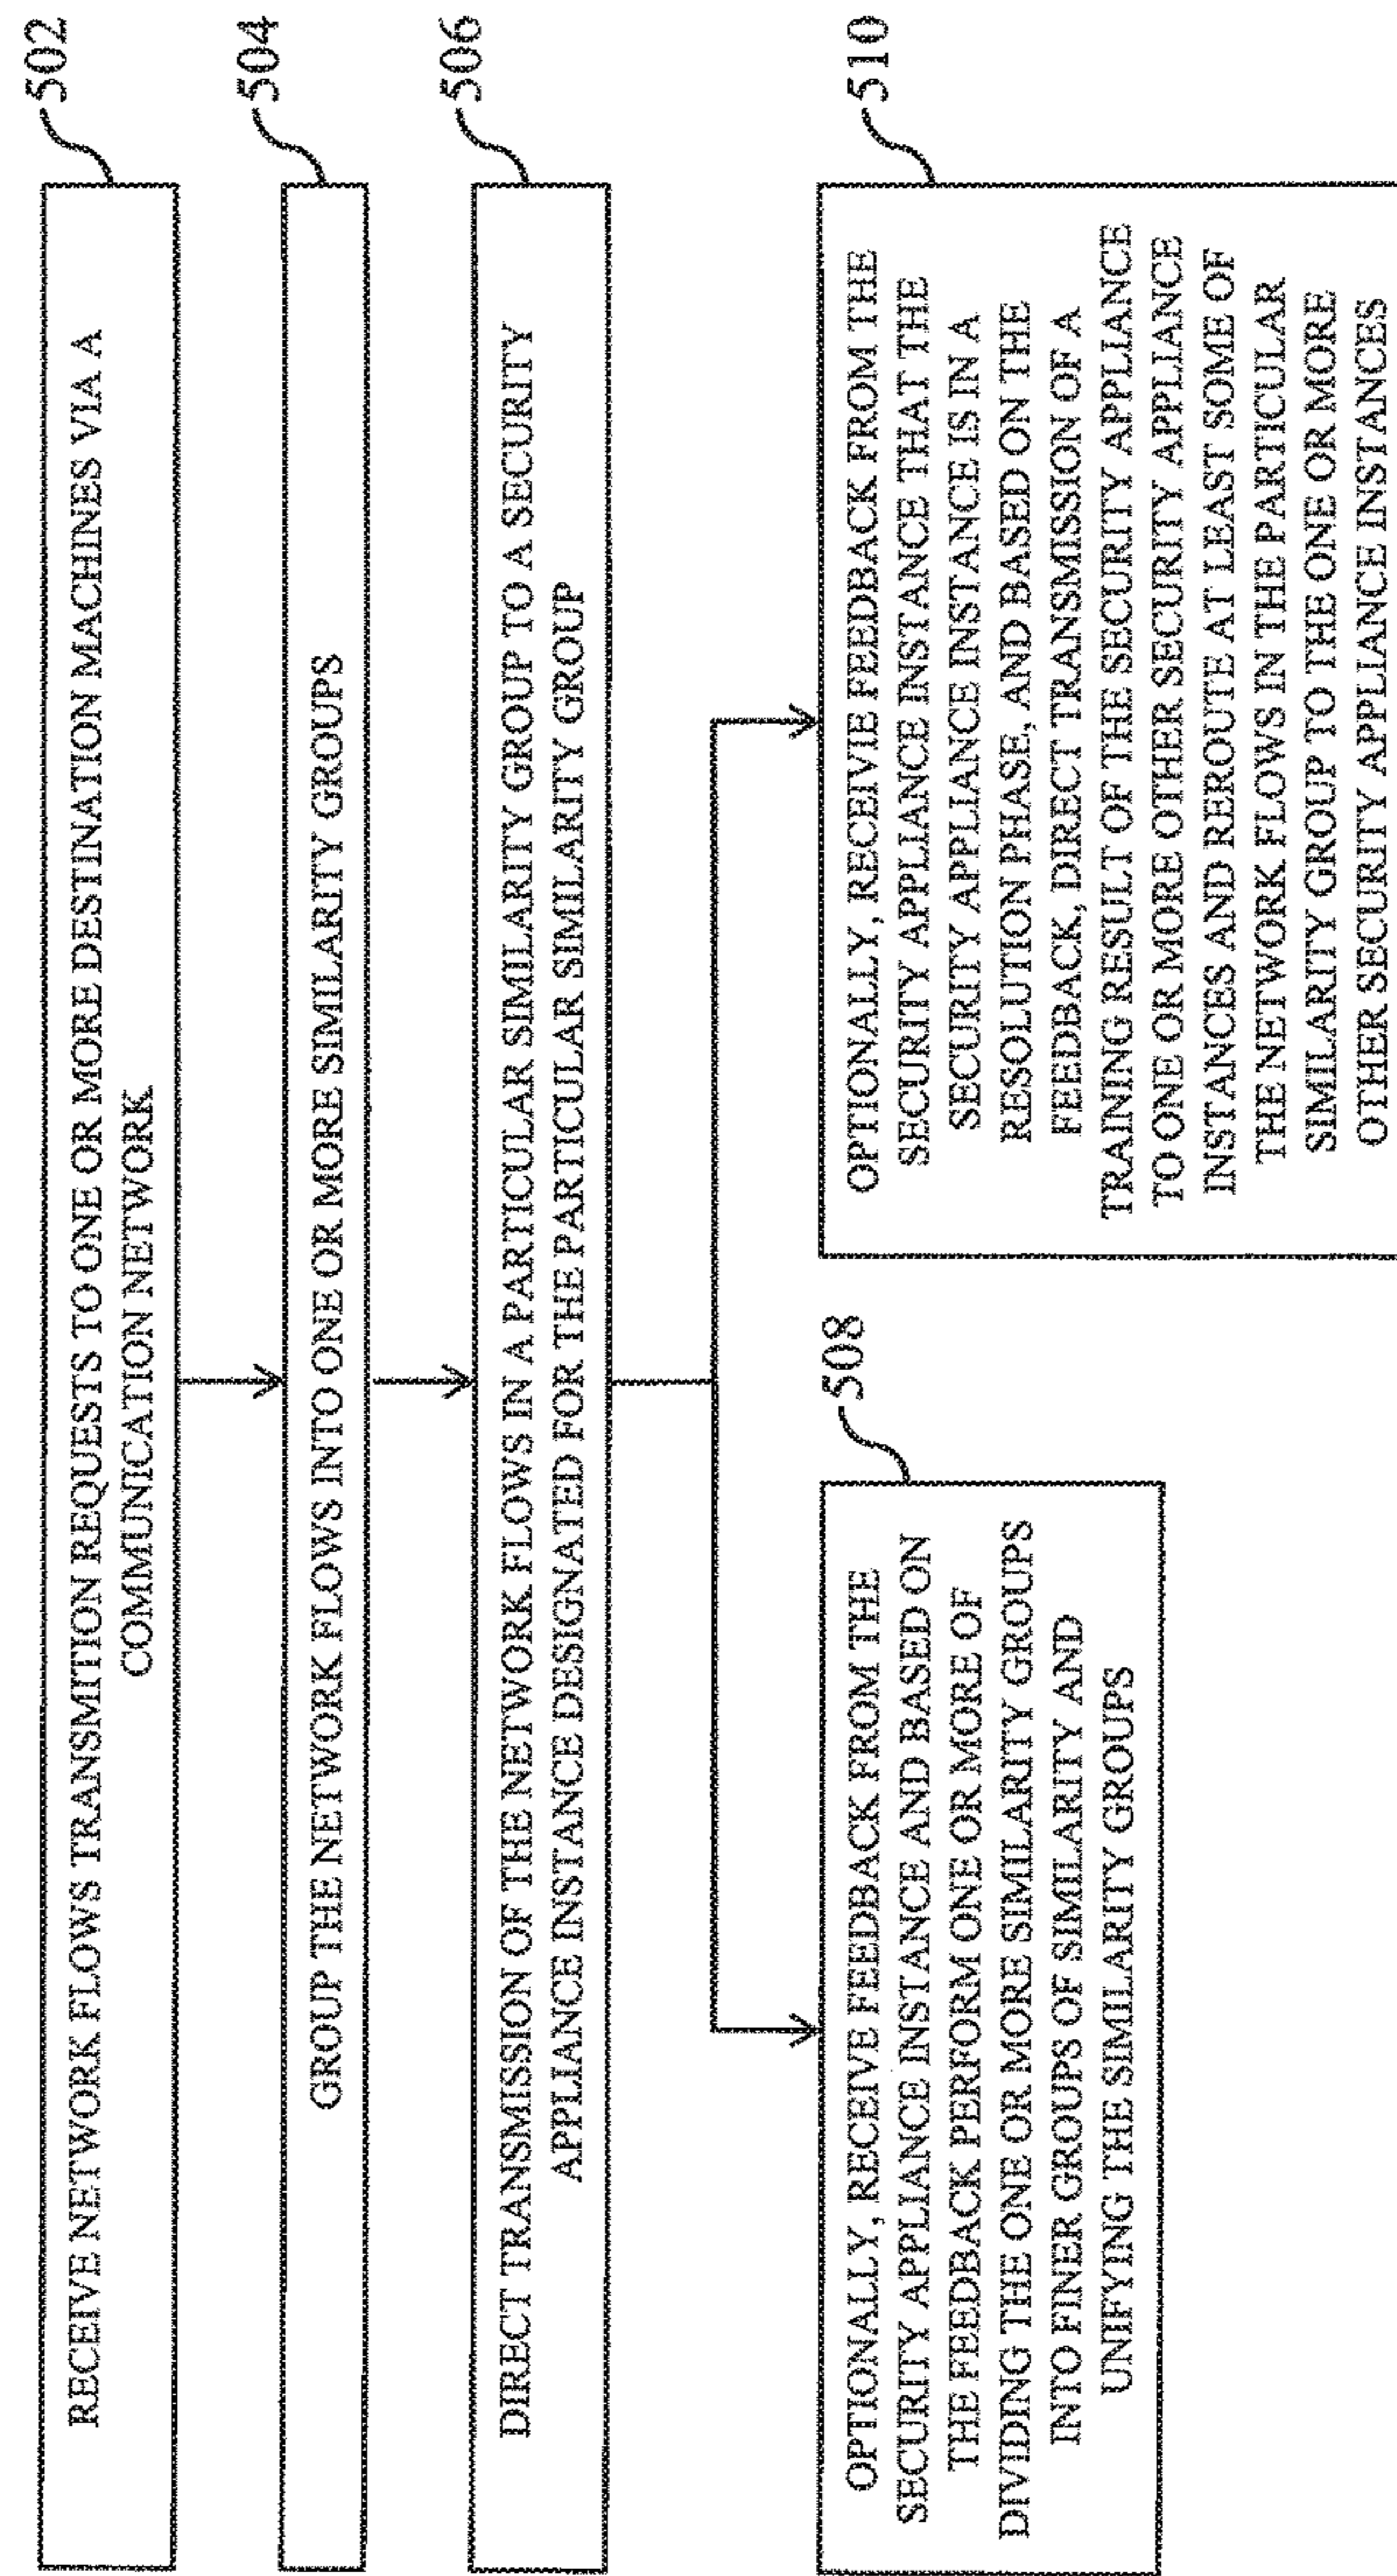 502
RECEIVE NETWORK FLOWS TRANSMITION REQUESTS TO ONE OR MORE DESTINATION MACHINES VIA A
COMMUNICATION NETWORK
504
GROUP THE NETWORK FLOWS INTO ONE OR MORE SIMILARITY GROUPS
506
DIRECT TRANSMISSION OF THE NETWORK FLOWS IN A PARTICULAR SIMILARITY GROUP TO A SECURITY
APPLIANCE INSTANCE DESIGNATED FOR THE PARTICULAR SIMILARITY GROUP
508
OPTIONALLY, RECEIVE FEEDBACK FROM THE
SECURITY APPLIANCE INSTANCE AND BASED ON
THE FEEDBACK PERFORM ONE OR MORE OF
DIVIDING THE ONE OR MORE SIMILARITY GROUPS
INTO FINER GROUPS OF SIMILARITY AND
UNIFYING THE SIMILARITY GROUPS
510
OPTIONALLY, RECEIVIE FEEDBACK FROM THE
SECURITY APPLIANCE INSTANCE THAT THE
SECURITY APPLIANCE INSTANCE IS IN A
RESOLUTION PHASE, AND BASED ON THE
FEEDBACK, DIRECT TRANSMISSION OF A
TRAINING RESULT OF THE SECURITY APPLIANCE
TO ONE OR MORE OTHER SECURITY APPLIANCE
INSTANCES AND REROUTE AT LEAST SOME OF
THE NETWORK FLOWS IN THE PARTICULAR
SIMILARITY GROUP TO THE ONE OR MORE
OTHER SECURITY APPLIANCE INSTANCES